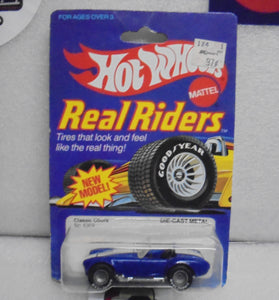 FOR AGES OVER 3
HOT WHEELS
MATTEL
Real Riders
Tires that look and feel
like the real thing!
GOODYEAR
NEW
MODEL!
Classic Cobra
DIE-CAST METAL